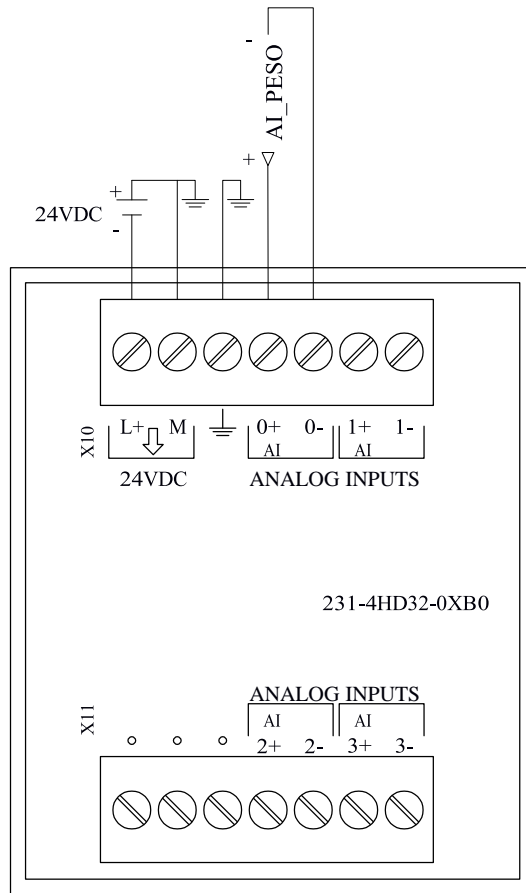 -
AI_PESO
+
+
24VDC
-
X10
L+ M 0+ 0- 1+ 1-
AI AI
24VDC ANALOG INPUTS
231-4HD32-0XB0
X11
ANALOG INPUTS
AI AI
2+ 2- 3+ 3-